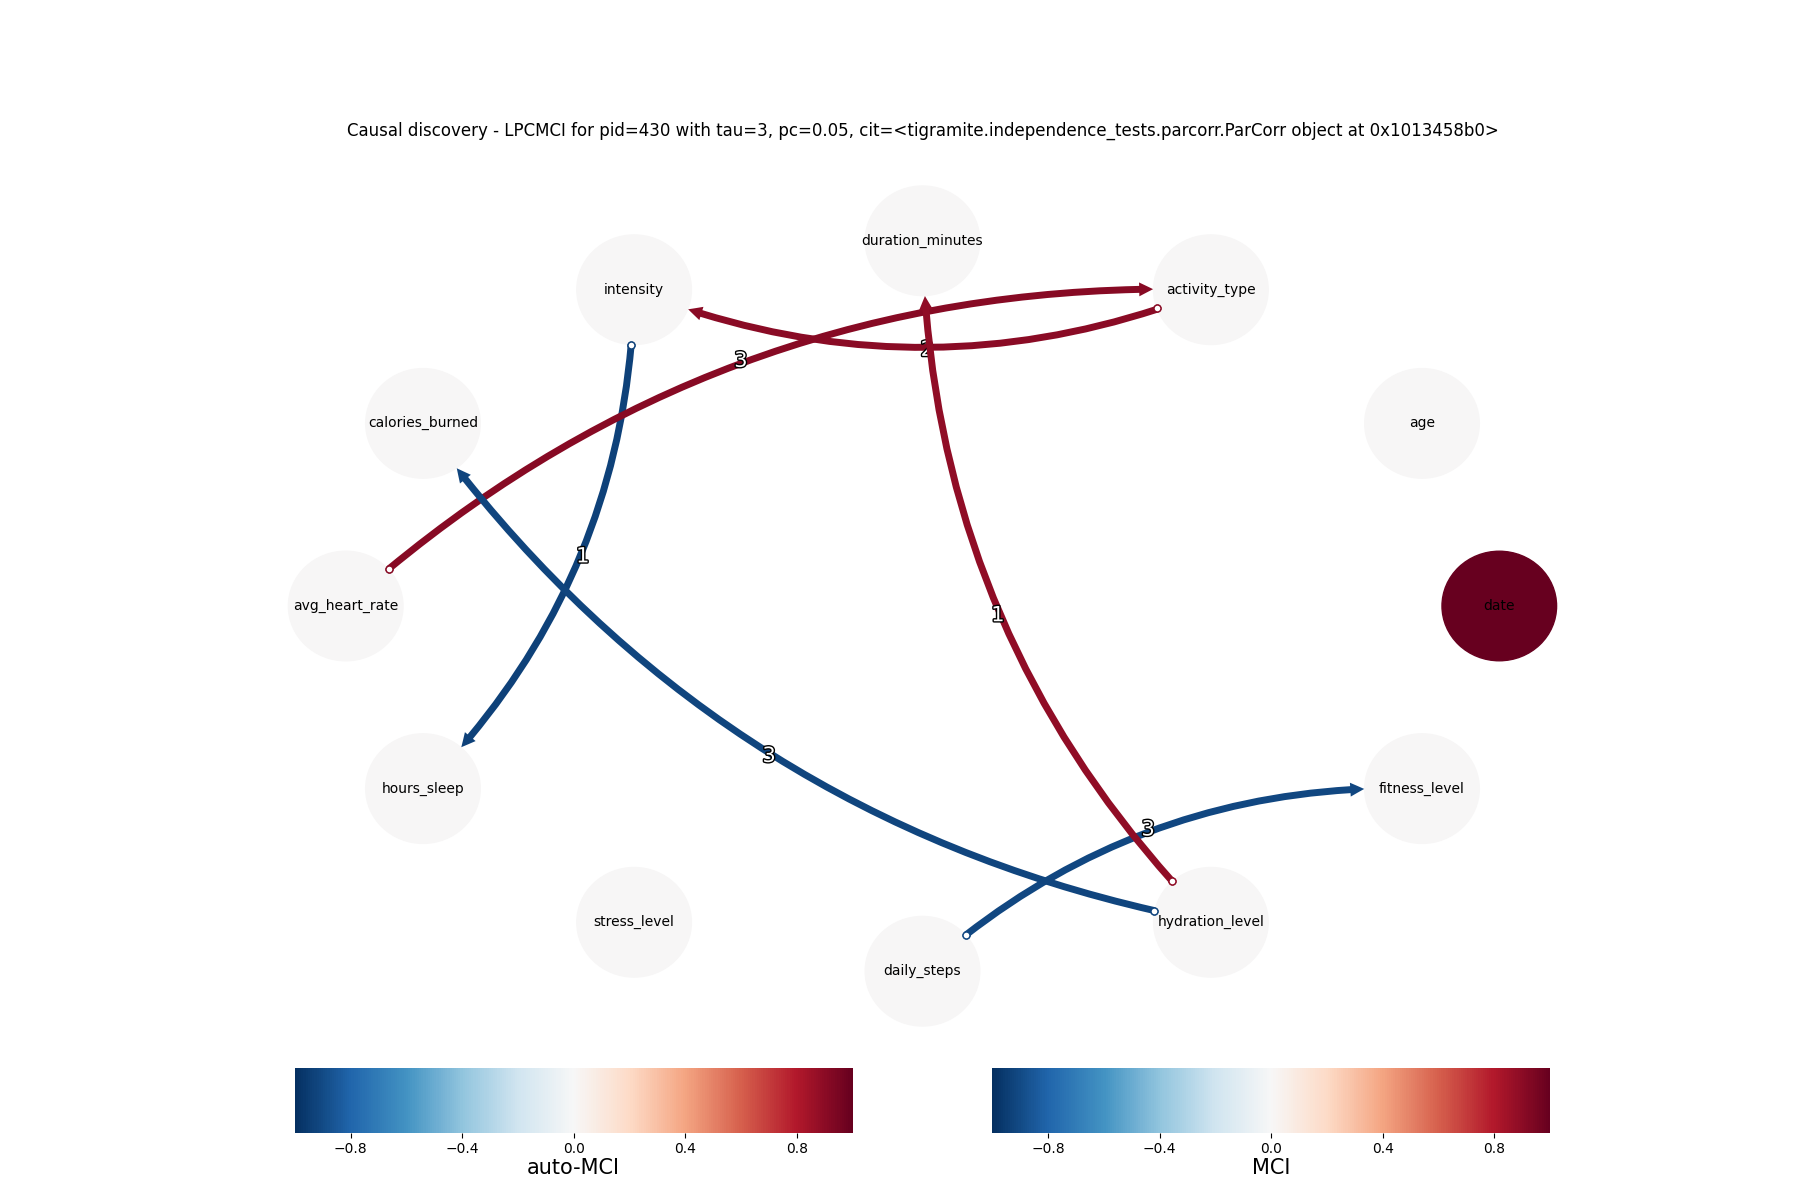 Causal discovery - LPCMCI for pid=430 with tau=3, pc=0.05, cit=<tigramite.independence_tests.parcorr.ParCorr object at 0x1013458b0>
duration_minutes
intensity
activity_type
2
3
calories_burned
age
1
avg_heart_rate
date
1
3
hours_sleep
fitness_level
3
stress_level
hydration_level
daily_steps
−0.8 −0.4 0.0 0.4 0.8
auto-MCI
−0.8 −0.4 0.0 0.4 0.8
MCI